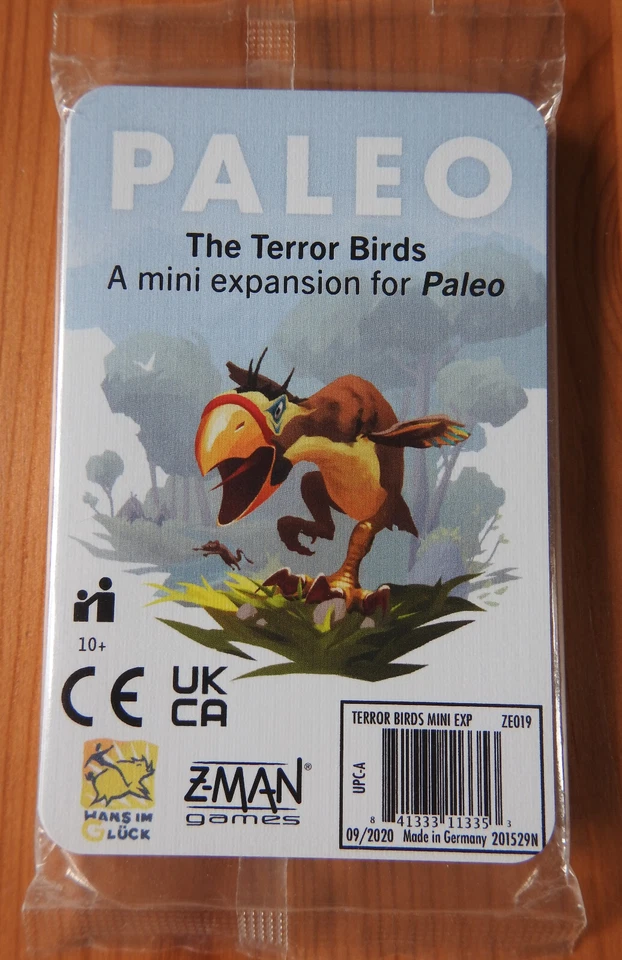 PALEO
The Terror Birds
A mini expansion for Paleo
10+
CE
UK
CA
HANS IM
GLÜCK
Z-MAN®
games
TERROR BIRDS MINI EXP ZE019
UPC-A
8 41333 11335 3
09/2020 Made in Germany 201529N